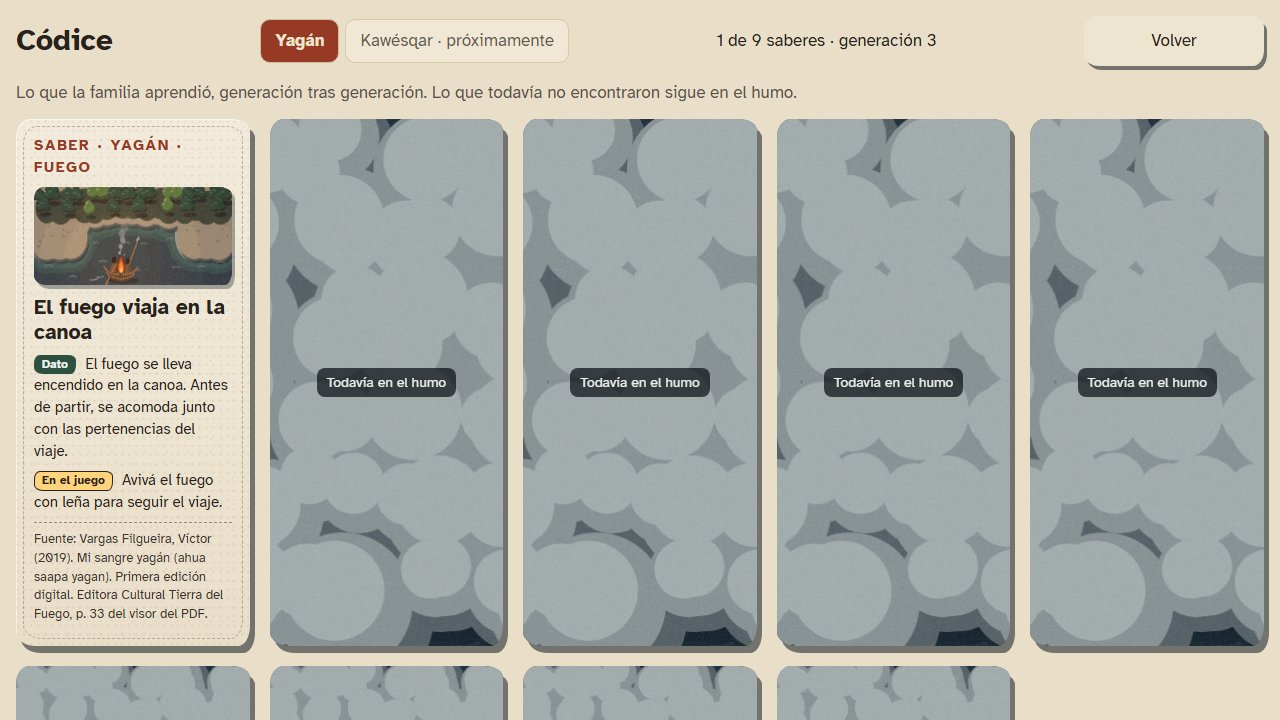 Códice
Yagán
Kawésqar · próximamente
1 de 9 saberes · generación 3
Volver
Lo que la familia aprendió, generación tras generación. Lo que todavía no encontraron sigue en el humo.
SABER · YAGÁN ·
FUEGO
El fuego viaja en la
canoa
Dato El fuego se lleva
encendido en la canoa. Antes
de partir, se acomoda junto
con las pertenencias del
viaje.
En el juego Avivá el fuego
con leña para seguir el viaje.
Fuente: Vargas Filgueira, Víctor
(2019). Mi sangre yagán (ahua
saapa yagan). Primera edición
digital. Editora Cultural Tierra del
Fuego, p. 33 del visor del PDF.
Todavía en el humo
Todavía en el humo
Todavía en el humo
Todavía en el humo